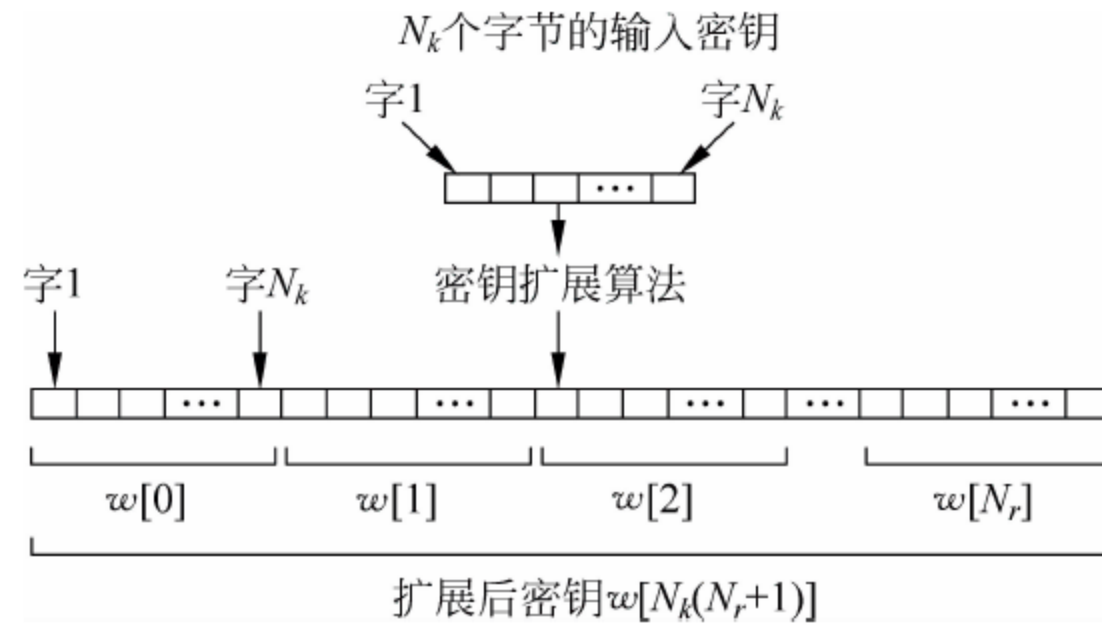 N_k个字节的输入密钥
字1 字N_k
...
字1 字N_k 密钥扩展算法
... ... ... ... ...
w[0] w[1] w[2] w[N_r]
扩展后密钥w[N_k(N_r+1)]